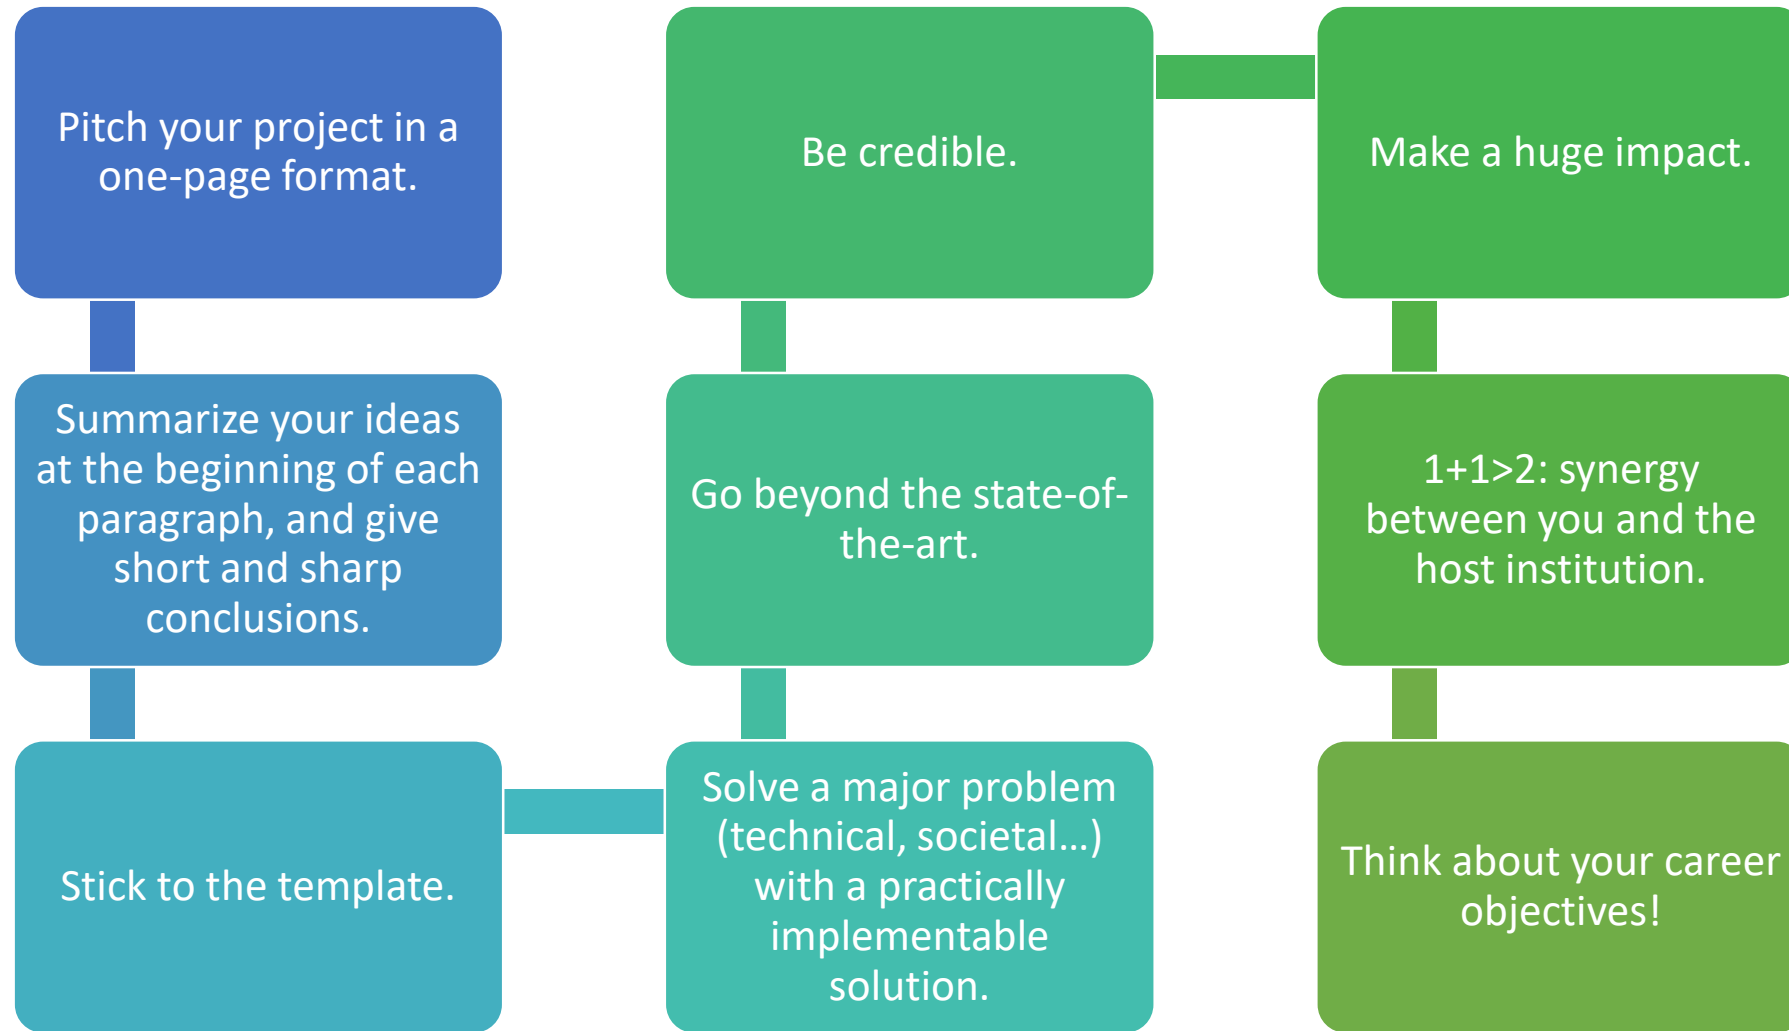 Pitch your project in a
one-page format.
Summarize your ideas
at the beginning of each
paragraph, and give
short and sharp
conclusions.
Stick to the template.
Solve a major problem
(technical, societal…)
with a practically
implementable
solution.
Go beyond the state-of-
the-art.
Be credible.
Make a huge impact.
1+1>2: synergy
between you and the
host institution.
Think about your career
objectives!